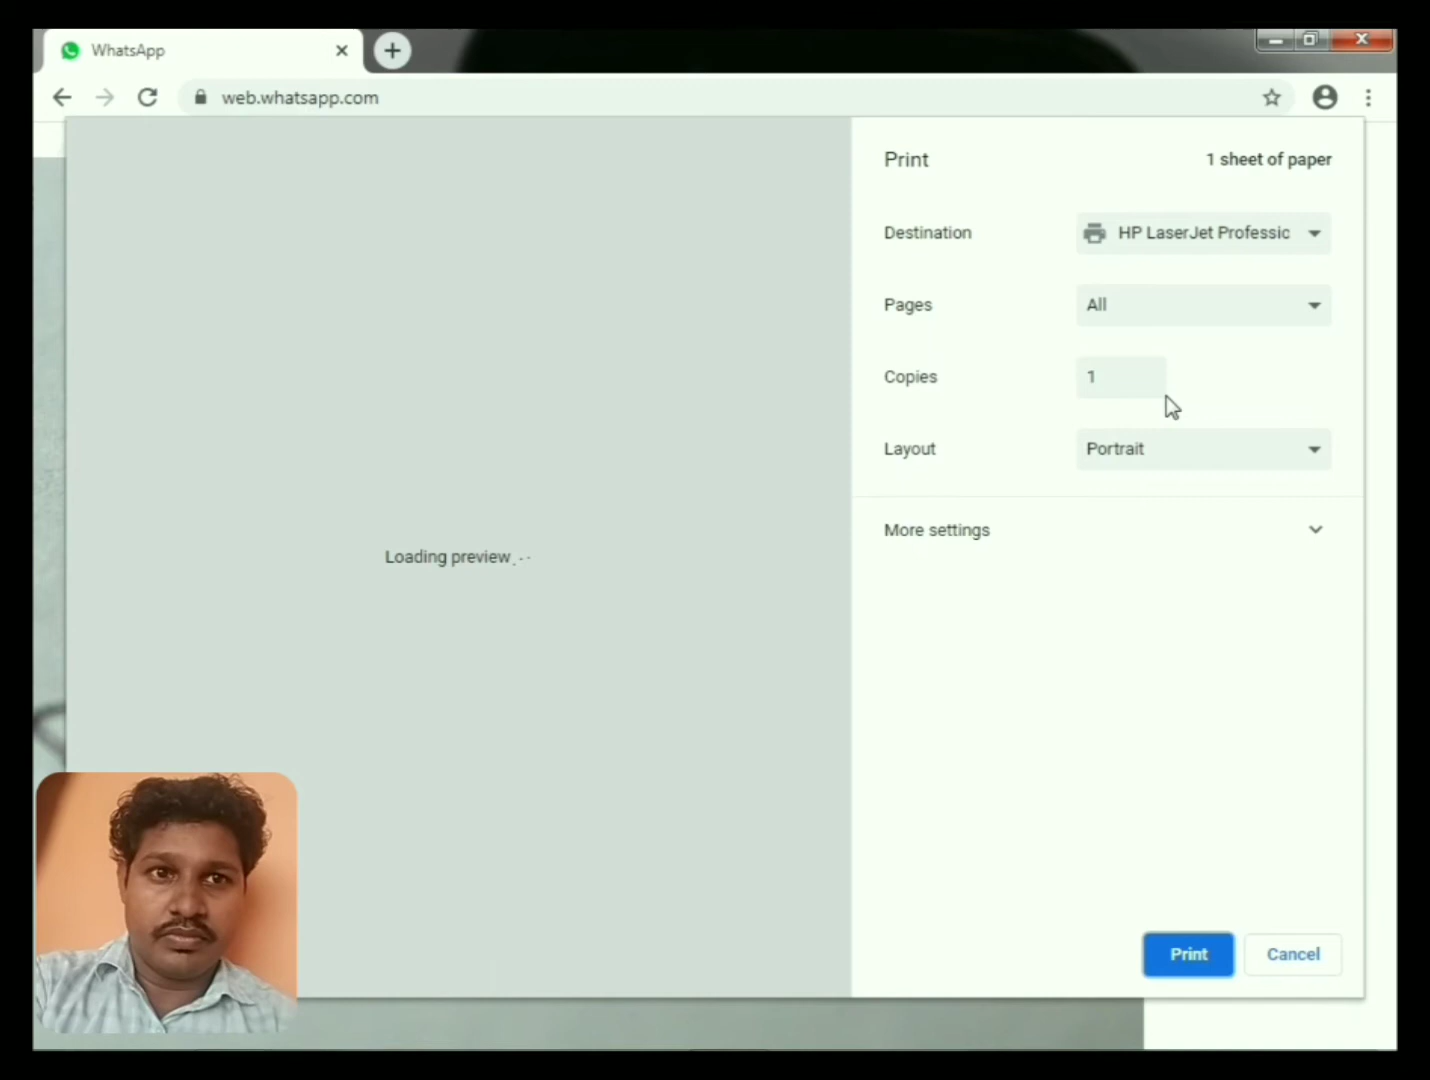 WhatsApp
web.whatsapp.com
Print
1 sheet of paper
Destination
HP LaserJet Professic
Pages
All
Copies
1
Layout
Portrait
More settings
Loading preview...
Print
Cancel